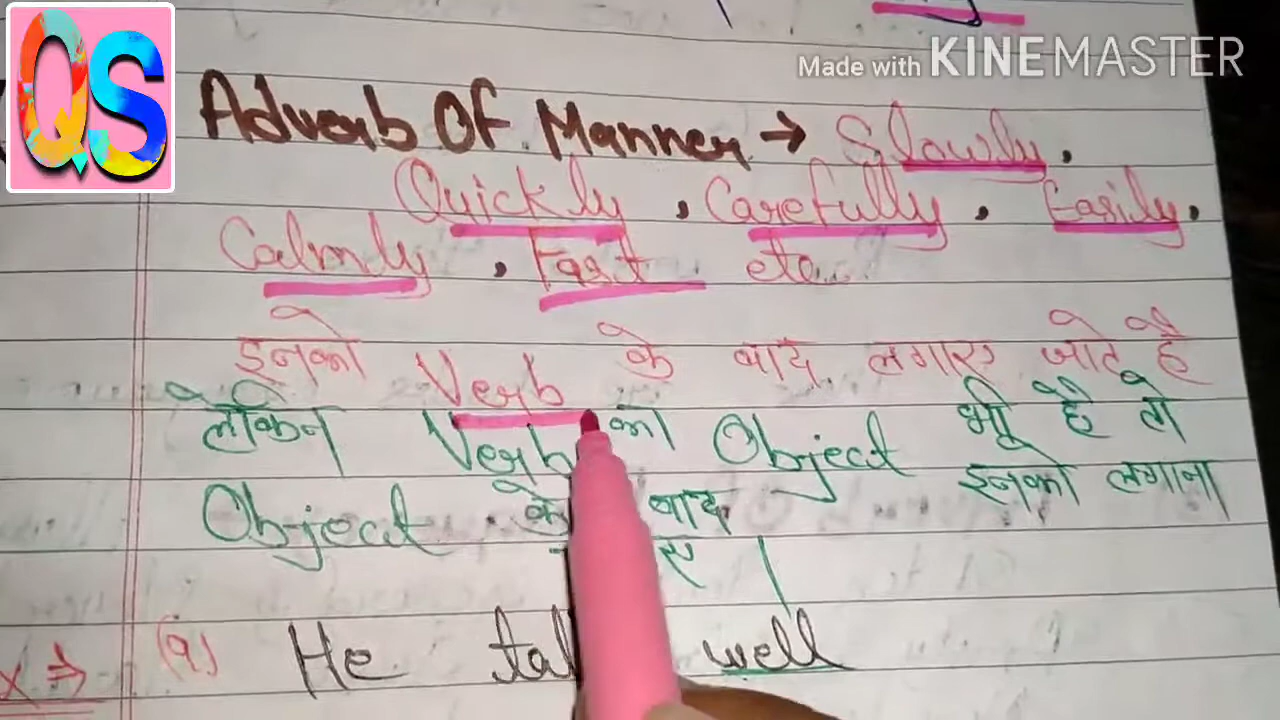 QS
Made with KINEMASTER
Adverb Of Manner → Slowly,
Quickly, Carefully, Easily,
Calmly, Fast etc.
इनको Verb के बाद लगाए जाते है
लेकिन Verb का Object भी है तो
Object के बाद इनको लगाना
Ex ⇒ (a) He well